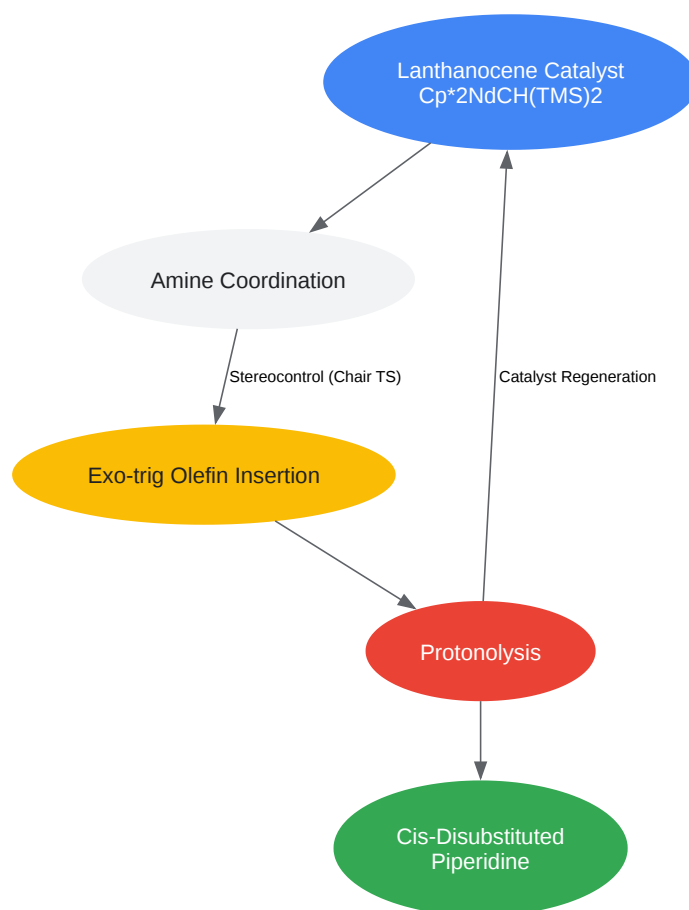 Lanthanocene Catalyst
Cp*2NdCH(TMS)2
Amine Coordination
Stereocontrol (Chair TS)
Catalyst Regeneration
Exo-trig Olefin Insertion
Protonolysis
Cis-Disubstituted
Piperidine